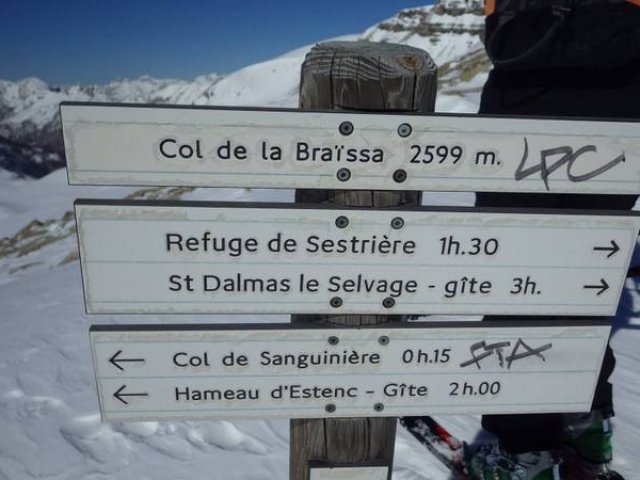 Col de la Braïssa 2599 m. LPC
Refuge de Sestrière 1h.30 →
St Dalmas le Selvage - gîte 3h. →
← Col de Sanguinière 0h.15
← Hameau d'Estenc - Gîte 2h.00